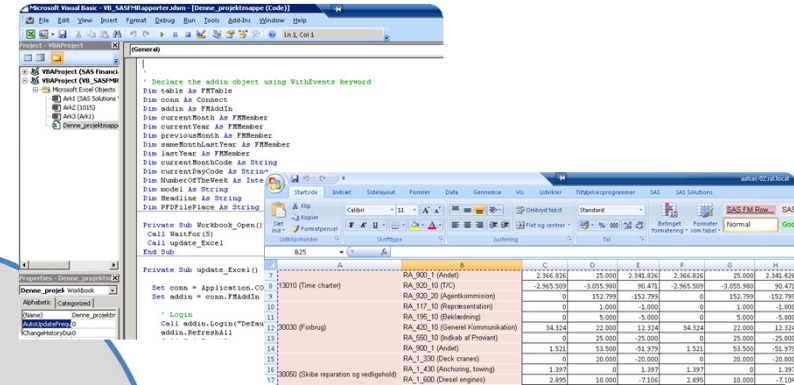 Microsoft Visual Basic - VB_SASFMRapporter.xlsm - [Denne_projektmappe (Code)]
File Edit View Insert Format Debug Run Tools Add-Ins Window Help
Ln 1, Col 1
Project - VBAProject
(General)
VBAProject (SAS Financi
VBAProject (VB_SASFMR
Microsoft Excel Objects
Ark1 (SAS Solutions
Ark2 (1015)
Ark3 (Ark1)
Denne_projektmapp
'
' Declare the addin object using WithEvents keyword
Dim table As FMTable
Dim conn As Connect
Dim addin As FMAddIn
Dim currentMonth As FMMember
Dim currentYear As FMMember
Dim previousMonth As FMMember
Dim sameMonthLastYear As FMMember
Dim lastYear As FMMember
Dim currentMonthCode As String
Dim currentDayCode As String
Dim NumberOfTheWeek As Inte
Dim model As String
Dim Headline As String
Dim PFDFilePlace As String
Private Sub Workbook_Open()
Call WaitFor(5)
Call update_Excel
End Sub
Private Sub update_Excel()
Set conn = Application.CO
Set addin = conn.FMAddIn
' Login
Call addin.Login("Defau
addin.RefreshAll
Properties - Denne_projektm
Denne_projek Workbook
Alphabetic Categorized
(Name) Denne_projektm
AutoUpdateFrequ 0
ChangeHistoryDur 0
aalsas-02.ral.local
Startside Indsæt Sidelayout Formler Data Gennemse Vis Udvikler Tilføjelsesprogrammer SAS SAS Solutions
Sæt ind
Klip
Kopier
Formatpensel
Calibri 11
F K U
Ombryd tekst
Flet og centrer
Standard
% 000
Betinget formatering
Formater som tabel
SAS FM Row... SAS
Normal God
Udklipsholder Skrifttype Justering Tal
B25 fx
A B C D E F G H
7 RA_900_1 (Andet) 2.366.826 25.000 2.341.826 2.366.826 25.000 2.341.826
8 13010 (Time charter) RA_920_10 (T/C) -2.965.509 -3.055.980 90.471 -2.965.509 -3.055.980 90.471
9 RA_920_20 (Agentkommission) 0 152.799 -152.799 0 152.799 -152.799
10 RA_117_10 (Repræsentation) 0 1.000 -1.000 0 1.000 -1.000
11 RA_195_10 (Beklædning) 0 5.000 -5.000 0 5.000 -5.000
12 30030 (Forbrug) RA_420_10 (Generel Kommunikation) 34.324 22.000 12.324 34.324 22.000 12.324
13 RA_550_10 (Indkøb af Proviant) 0 25.000 -25.000 0 25.000 -25.000
14 RA_900_1 (Andet) 1.521 53.500 -51.979 1.521 53.500 -51.979
15 RA_1_330 (Deck cranes) 0 20.000 -20.000 0 20.000 -20.000
16 30050 (Skibe reparation og vedligehold) RA_1_430 (Anchoring, towing) 1.397 0 1.397 1.397 0 1.397
17 RA_1_600 (Diesel engines) 2.895 10.000 -7.106 2.895 10.000 -7.106